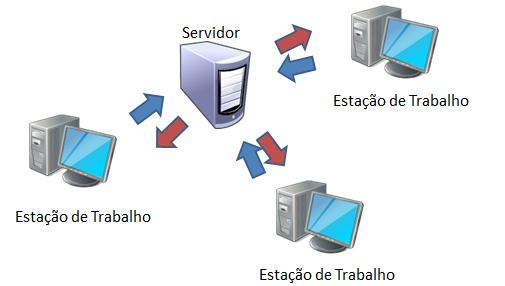 Servidor
Estação de Trabalho
Estação de Trabalho
Estação de Trabalho